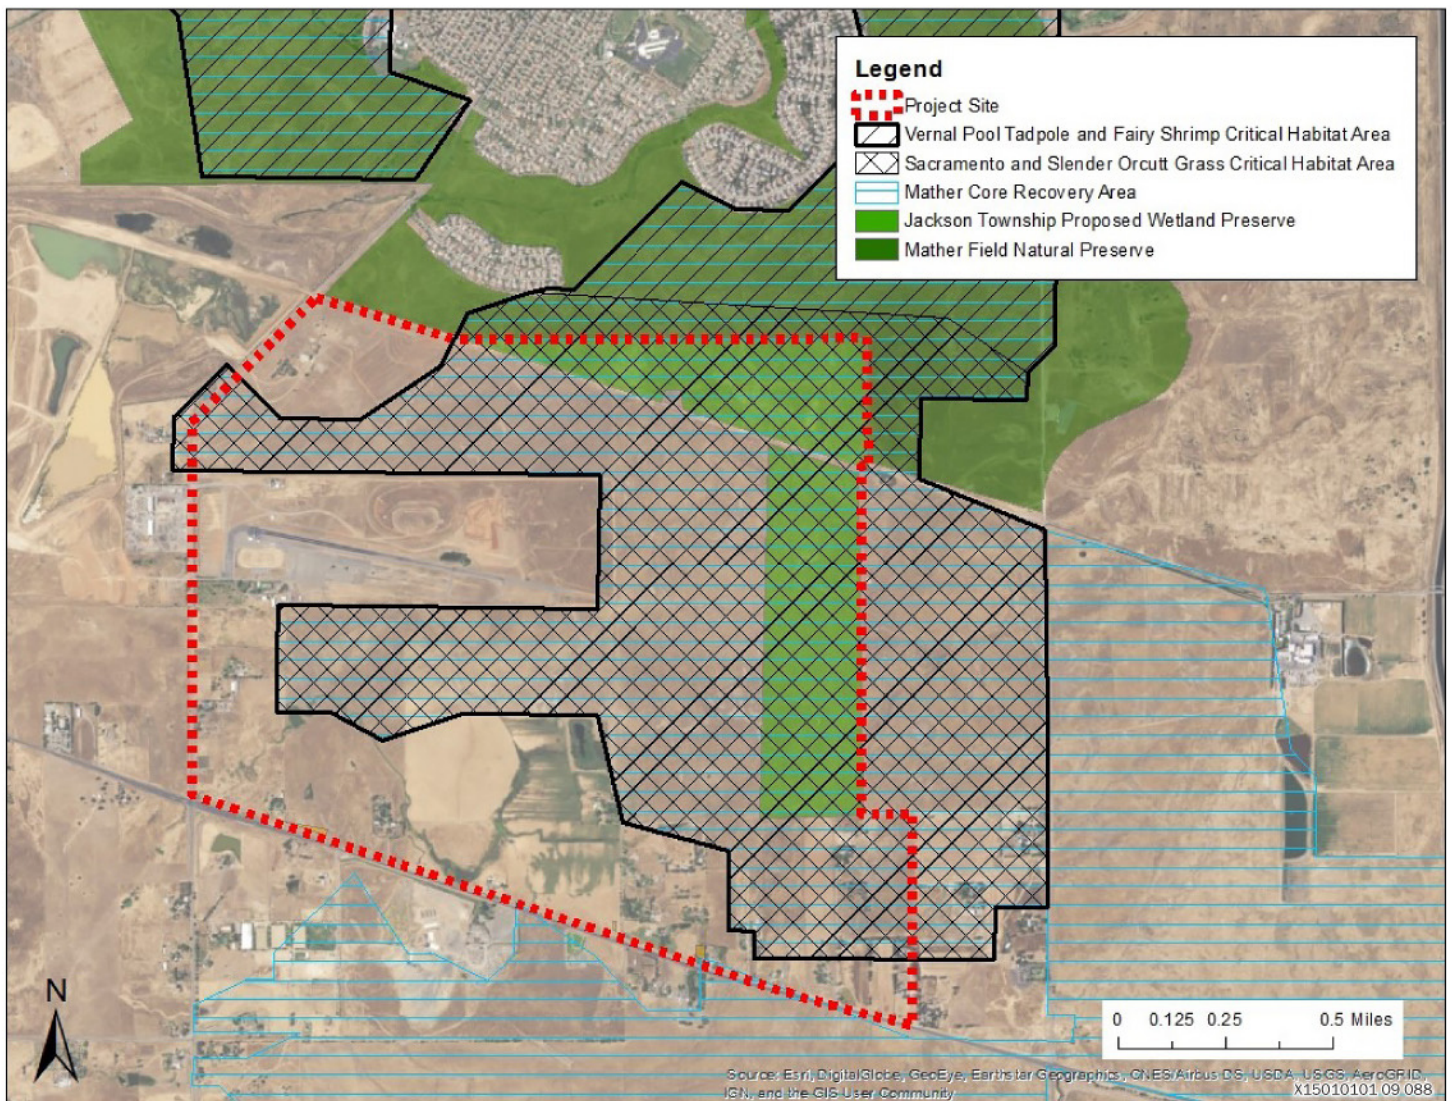 Legend
Project Site
Vernal Pool Tadpole and Fairy Shrimp Critical Habitat Area
Sacramento and Slender Orcutt Grass Critical Habitat Area
Mather Core Recovery Area
Jackson Township Proposed Wetland Preserve
Mather Field Natural Preserve
N
0 0.125 0.25 0.5 Miles
Source: Esri, DigitalGlobe, GeoEye, Earthstar Geographics, CNES/Airbus DS, USDA, USGS, AeroGRID,
IGN, and the GIS User Community
X15010101 09 088